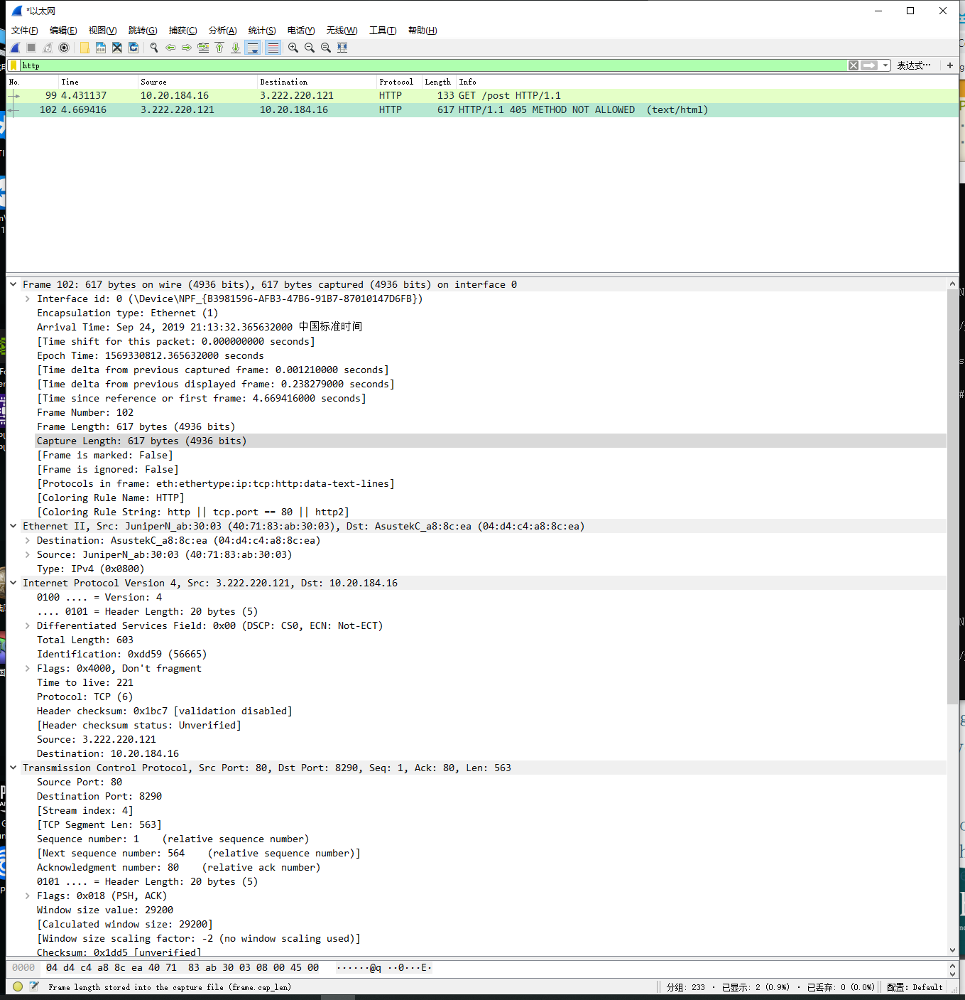 *以太网
文件(F) 编辑(E) 视图(V) 跳转(G) 捕获(C) 分析(A) 统计(S) 电话(Y) 无线(W) 工具(T) 帮助(H)
http 表达式… +
No. Time Source Destination Protocol Length Info
99 4.431137 10.20.184.16 3.222.220.121 HTTP 133 GET /post HTTP/1.1
102 4.669416 3.222.220.121 10.20.184.16 HTTP 617 HTTP/1.1 405 METHOD NOT ALLOWED (text/html)
Frame 102: 617 bytes on wire (4936 bits), 617 bytes captured (4936 bits) on interface 0
Interface id: 0 (\Device\NPF_{B3981596-AFB3-47B6-91B7-87010147D6FB})
Encapsulation type: Ethernet (1)
Arrival Time: Sep 24, 2019 21:13:32.365632000 中国标准时间
[Time shift for this packet: 0.000000000 seconds]
Epoch Time: 1569330812.365632000 seconds
[Time delta from previous captured frame: 0.001210000 seconds]
[Time delta from previous displayed frame: 0.238279000 seconds]
[Time since reference or first frame: 4.669416000 seconds]
Frame Number: 102
Frame Length: 617 bytes (4936 bits)
Capture Length: 617 bytes (4936 bits)
[Frame is marked: False]
[Frame is ignored: False]
[Protocols in frame: eth:ethertype:ip:tcp:http:data-text-lines]
[Coloring Rule Name: HTTP]
[Coloring Rule String: http || tcp.port == 80 || http2]
Ethernet II, Src: JuniperN_ab:30:03 (40:71:83:ab:30:03), Dst: AsustekC_a8:8c:ea (04:d4:c4:a8:8c:ea)
Destination: AsustekC_a8:8c:ea (04:d4:c4:a8:8c:ea)
Source: JuniperN_ab:30:03 (40:71:83:ab:30:03)
Type: IPv4 (0x0800)
Internet Protocol Version 4, Src: 3.222.220.121, Dst: 10.20.184.16
0100 .... = Version: 4
.... 0101 = Header Length: 20 bytes (5)
Differentiated Services Field: 0x00 (DSCP: CS0, ECN: Not-ECT)
Total Length: 603
Identification: 0xdd59 (56665)
Flags: 0x4000, Don't fragment
Time to live: 221
Protocol: TCP (6)
Header checksum: 0x1bc7 [validation disabled]
[Header checksum status: Unverified]
Source: 3.222.220.121
Destination: 10.20.184.16
Transmission Control Protocol, Src Port: 80, Dst Port: 8290, Seq: 1, Ack: 80, Len: 563
Source Port: 80
Destination Port: 8290
[Stream index: 4]
[TCP Segment Len: 563]
Sequence number: 1 (relative sequence number)
[Next sequence number: 564 (relative sequence number)]
Acknowledgment number: 80 (relative ack number)
0101 .... = Header Length: 20 bytes (5)
Flags: 0x018 (PSH, ACK)
Window size value: 29200
[Calculated window size: 29200]
[Window size scaling factor: -2 (no window scaling used)]
Checksum: 0x1dd5 [unverified]
0000 04 d4 c4 a8 8c ea 40 71 83 ab 30 03 08 00 45 00 ······@q ··0···E·
Frame length stored into the capture file (frame.cap_len) 分组: 233 · 已显示: 2 (0.9%) · 已丢弃: 0 (0.0%) 配置: Default